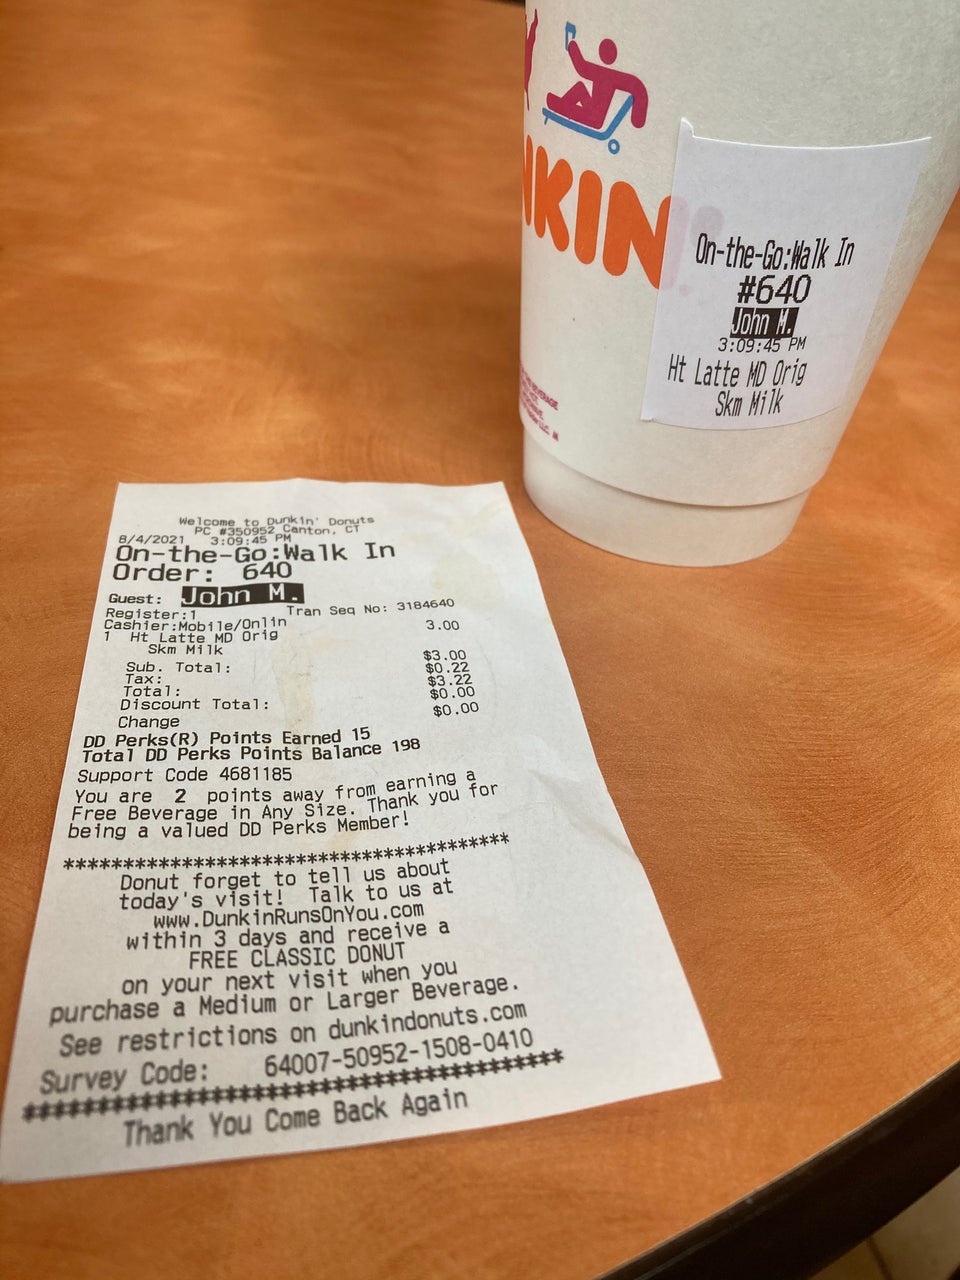 NKIN
On-the-Go:Walk In
#640
John M.
3:09:45 PM
Ht Latte MD Orig
Skm Milk
Welcome to Dunkin' Donuts
PC #350952 Canton, CT
8/4/2021 3:09:45 PM
On-the-Go:Walk In
Order: 640
Guest: John M.
Register:1 Tran Seq No: 3184640
Cashier:Mobile/Onlin
1 Ht Latte MD Orig 3.00
Skm Milk
Sub. Total: $3.00
Tax: $0.22
Total: $3.22
Discount Total: $0.00
Change $0.00
DD Perks(R) Points Earned 15
Total DD Perks Points Balance 198
Support Code 4681185
You are 2 points away from earning a
Free Beverage in Any Size. Thank you for
being a valued DD Perks Member!
****************************************
Donut forget to tell us about
today's visit! Talk to us at
www.DunkinRunsOnYou.com
within 3 days and receive a
FREE CLASSIC DONUT
on your next visit when you
purchase a Medium or Larger Beverage.
See restrictions on dunkindonuts.com
Survey Code: 64007-50952-1508-0410
****************************************
Thank You Come Back Again